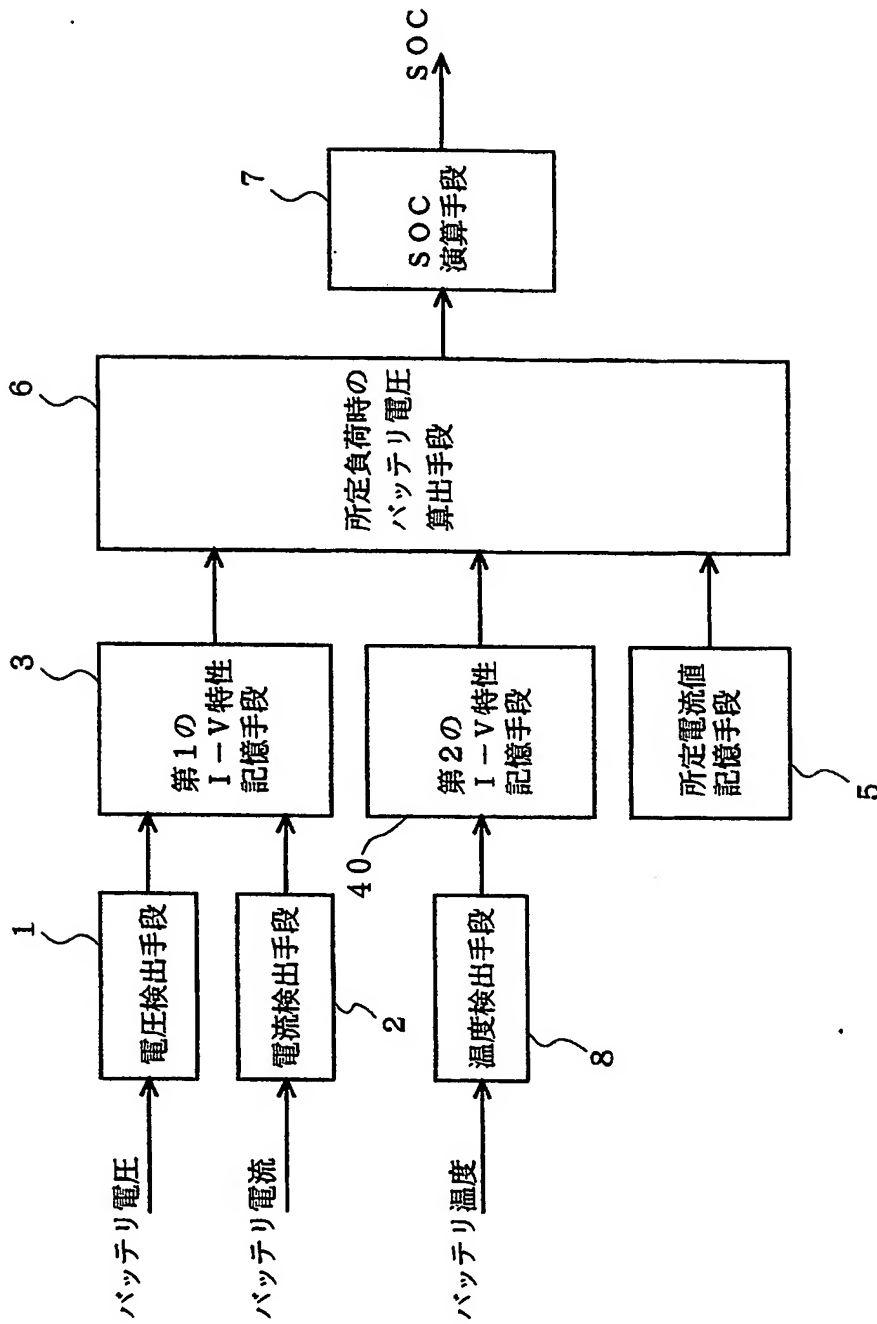 バッテリ電圧
1
電圧検出手段
バッテリ電流
電流検出手段
2
バッテリ温度
温度検出手段
8
3
第1の
I－V特性
記憶手段
40
第2の
I－V特性
記憶手段
所定電流値
記憶手段
5
6
所定負荷時の
バッテリ電圧
算出手段
7
SOC
演算手段
SOC